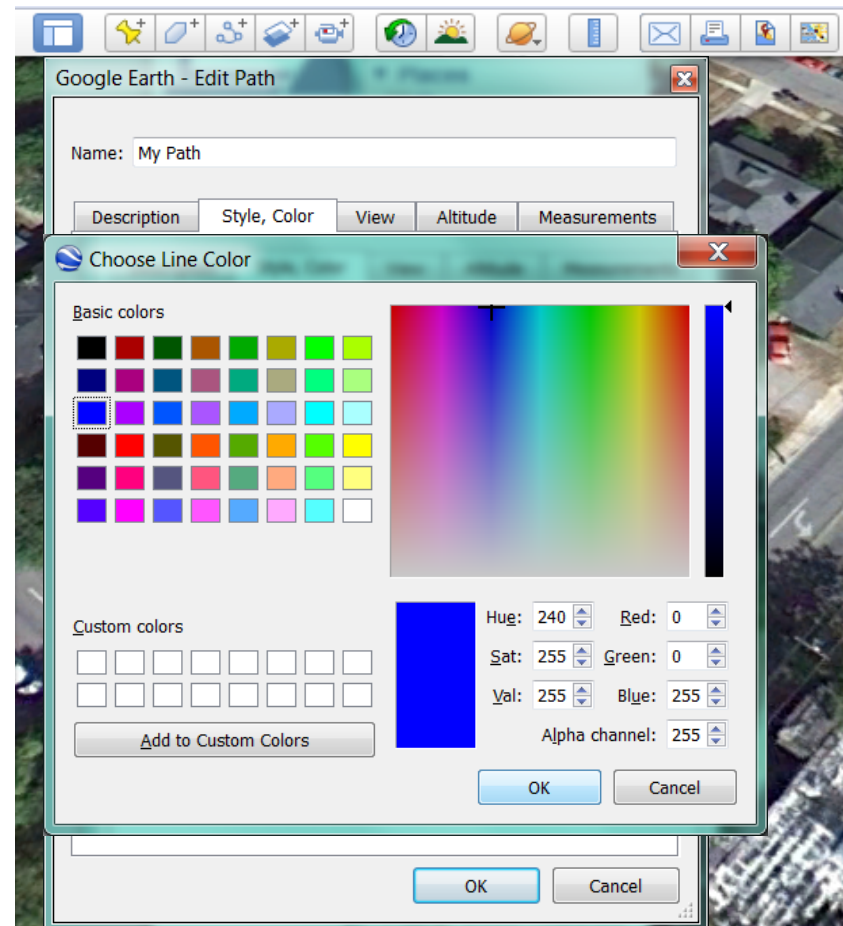 Google Earth - Edit Path
Name: My Path
Description Style, Color View Altitude Measurements
Choose Line Color
Basic colors
Custom colors
Add to Custom Colors
Hue: 240 Red: 0
Sat: 255 Green: 0
Val: 255 Blue: 255
Alpha channel: 255
OK Cancel
OK Cancel